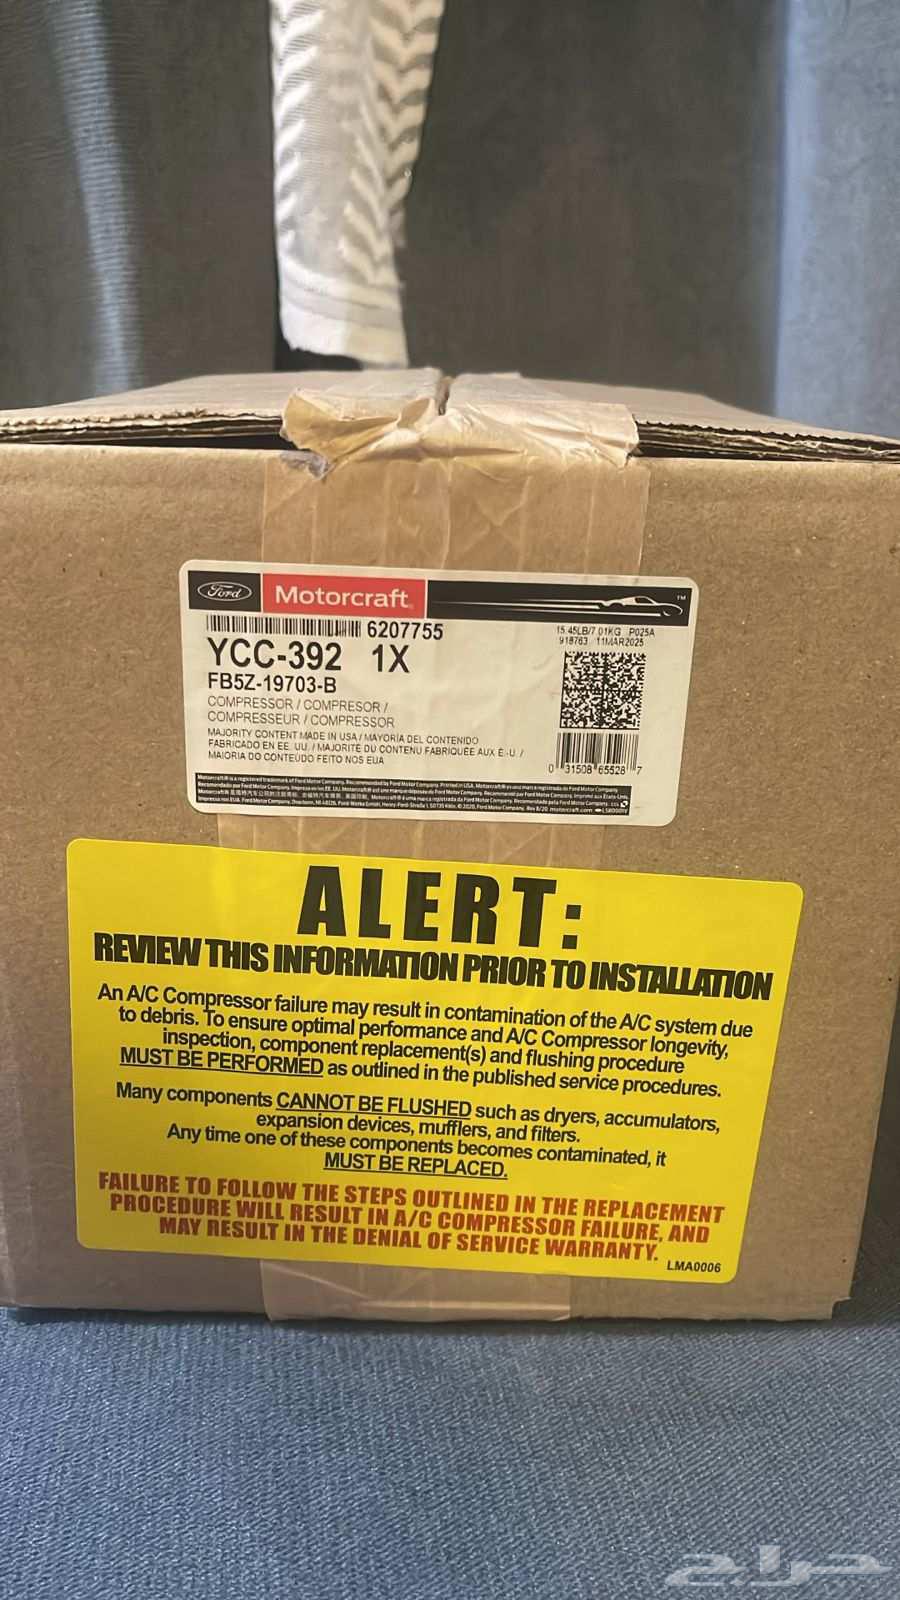 Ford Motorcraft
6207755
15.45LB/7.01KG P025A
918763 11MAR2025
YCC-392 1X
FB5Z-19703-B
COMPRESSOR / COMPRESOR /
COMPRESSEUR / COMPRESSOR
MAJORITY CONTENT MADE IN USA / MAYORÍA DEL CONTENIDO
FABRICADO EN EE. UU. / MAJORITÉ DU CONTENU FABRIQUÉE AUX É.-U. /
MAIORIA DO CONTEÚDO FEITO NOS EUA
0 31508 65528 7
ALERT:
REVIEW THIS INFORMATION PRIOR TO INSTALLATION
An A/C Compressor failure may result in contamination of the A/C system due
to debris. To ensure optimal performance and A/C Compressor longevity,
inspection, component replacement(s) and flushing procedure
MUST BE PERFORMED as outlined in the published service procedures.
Many components CANNOT BE FLUSHED such as dryers, accumulators,
expansion devices, mufflers, and filters.
Any time one of these components becomes contaminated, it
MUST BE REPLACED.
FAILURE TO FOLLOW THE STEPS OUTLINED IN THE REPLACEMENT
PROCEDURE WILL RESULT IN A/C COMPRESSOR FAILURE, AND
MAY RESULT IN THE DENIAL OF SERVICE WARRANTY.
LMA0006
حراج